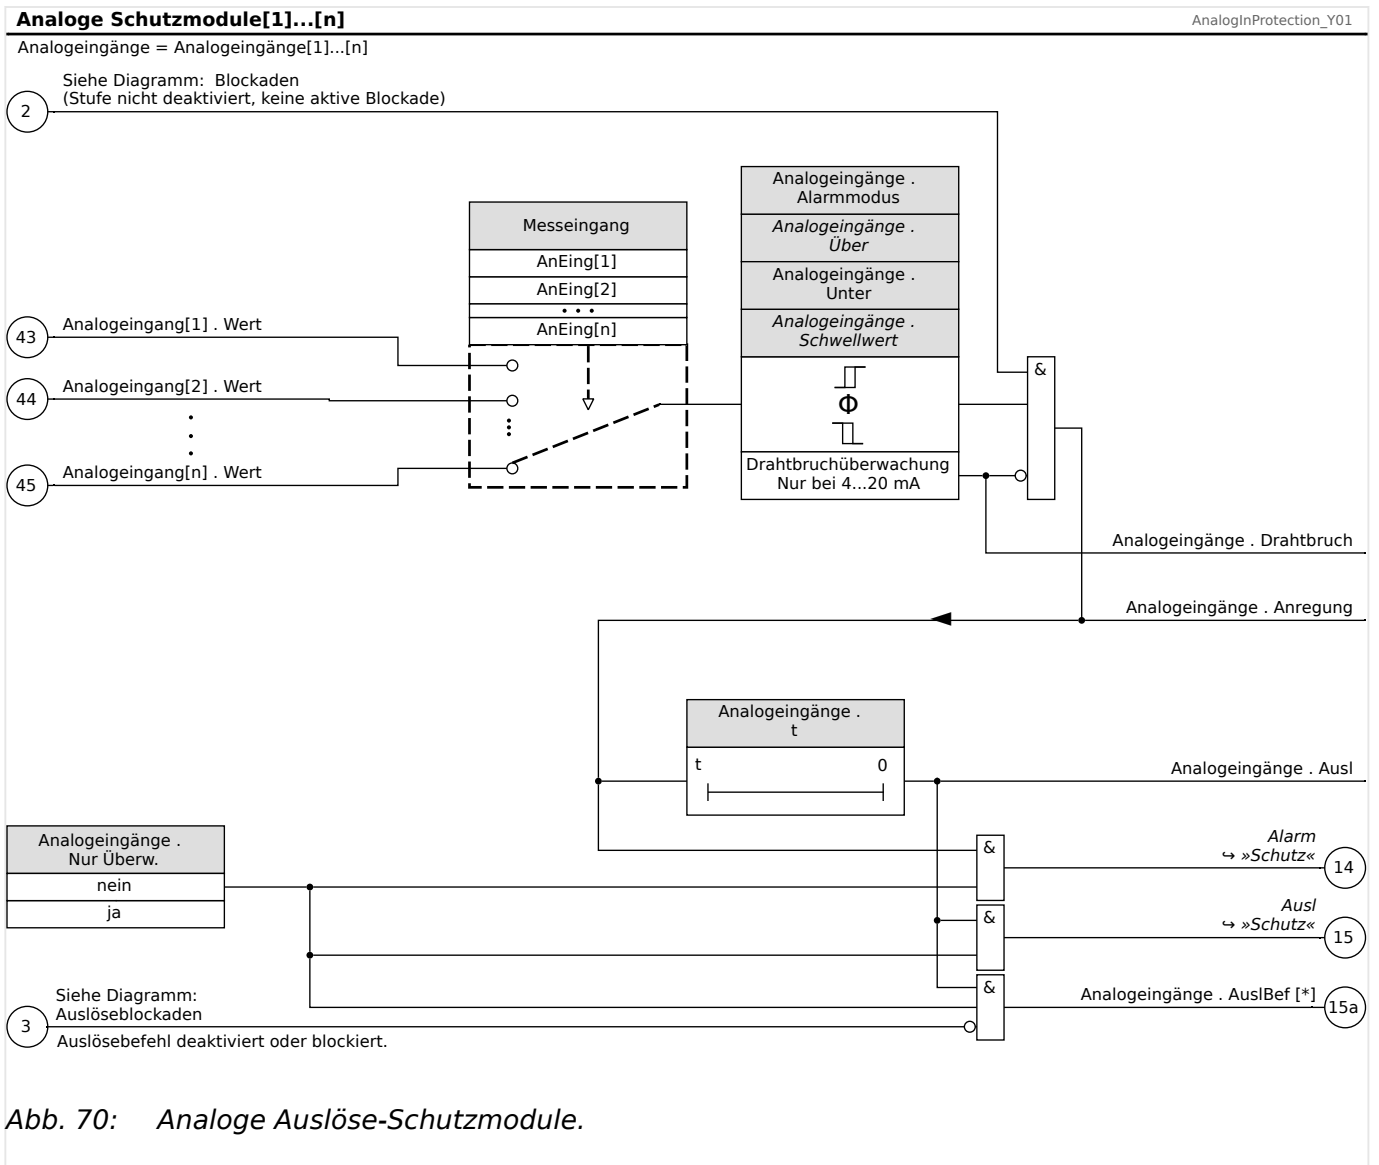 Analoge Schutzmodule[1]...[n]
AnalogInProtection_Y01
Analogeingänge = Analogeingänge[1]...[n]
Siehe Diagramm: Blockaden
(Stufe nicht deaktiviert, keine aktive Blockade)
2
Analogeingänge .
Alarmmodus
Analogeingänge .
Über
Analogeingänge .
Unter
Analogeingänge .
Schwellwert
Φ
Drahtbruchüberwachung
Nur bei 4...20 mA
Messeingang
AnEing[1]
AnEing[2]
• • •
AnEing[n]
43
Analogeingang[1] . Wert
44
Analogeingang[2] . Wert
45
Analogeingang[n] . Wert
&
Analogeingänge . Drahtbruch
Analogeingänge . Anregung
Analogeingänge .
t
t 0
Analogeingänge . Ausl
Analogeingänge .
Nur Überw.
nein
ja
&
Alarm
↪ »Schutz«
14
&
Ausl
↪ »Schutz«
15
&
Analogeingänge . AuslBef [*]
15a
Siehe Diagramm:
Auslöseblockaden
3
Auslösebefehl deaktiviert oder blockiert.
Abb. 70: Analoge Auslöse-Schutzmodule.